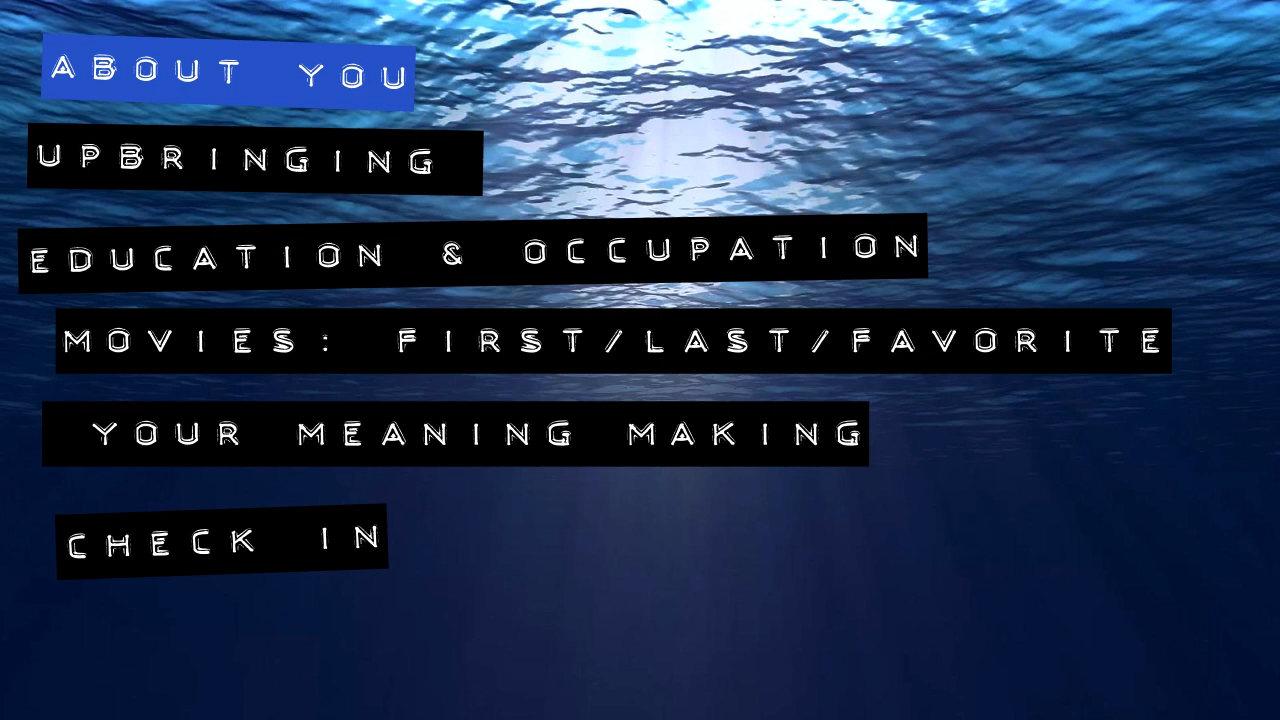 ABOUT YOU
UPBRINGING
EDUCATION & OCCUPATION
MOVIES: FIRST/LAST/FAVORITE
YOUR MEANING MAKING
CHECK IN